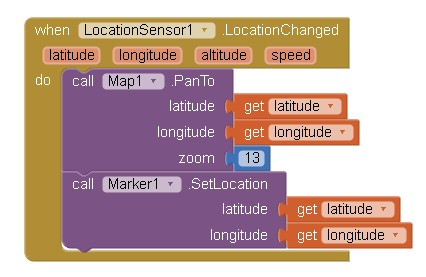 when LocationSensor1 .LocationChanged
latitude longitude altitude speed
do call Map1 .PanTo
latitude get latitude
longitude get longitude
zoom 13
call Marker1 .SetLocation
latitude get latitude
longitude get longitude